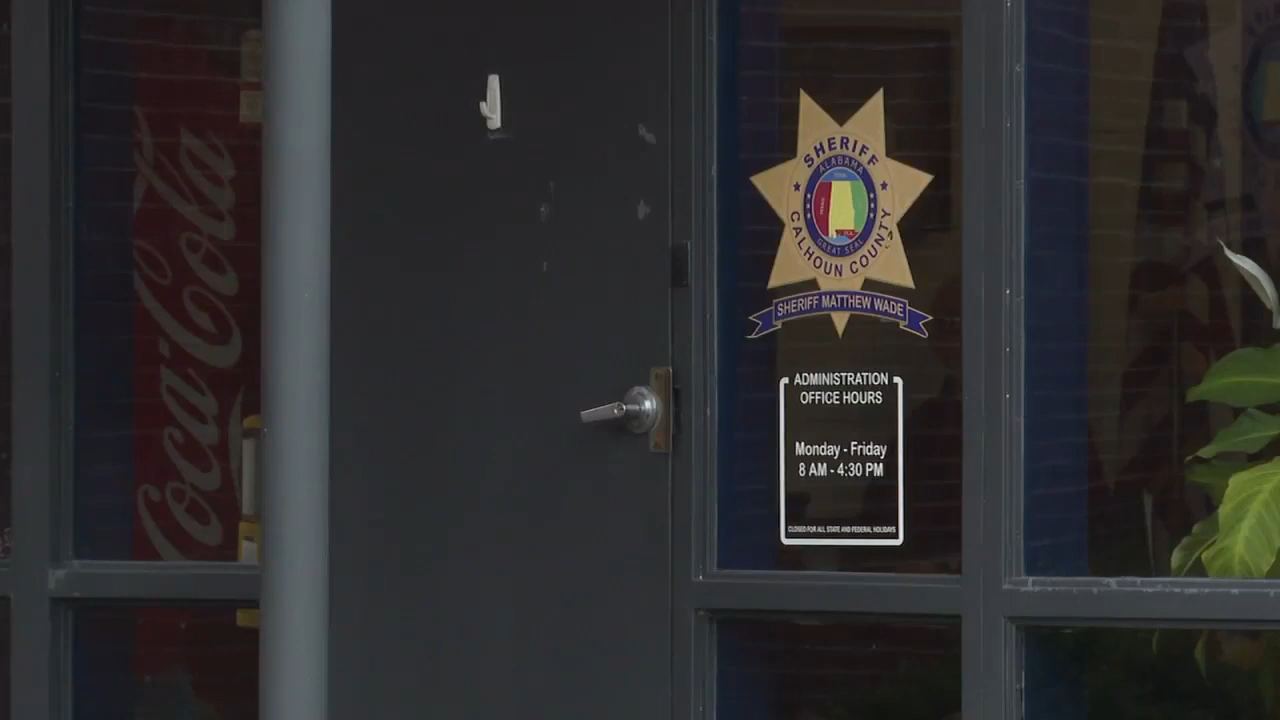 Coca-Cola
SHERIFF
ALABAMA
GREAT SEAL
CALHOUN COUNTY
SHERIFF MATTHEW WADE
ADMINISTRATION
OFFICE HOURS
Monday - Friday
8 AM - 4:30 PM
CLOSED FOR ALL STATE AND FEDERAL HOLIDAYS